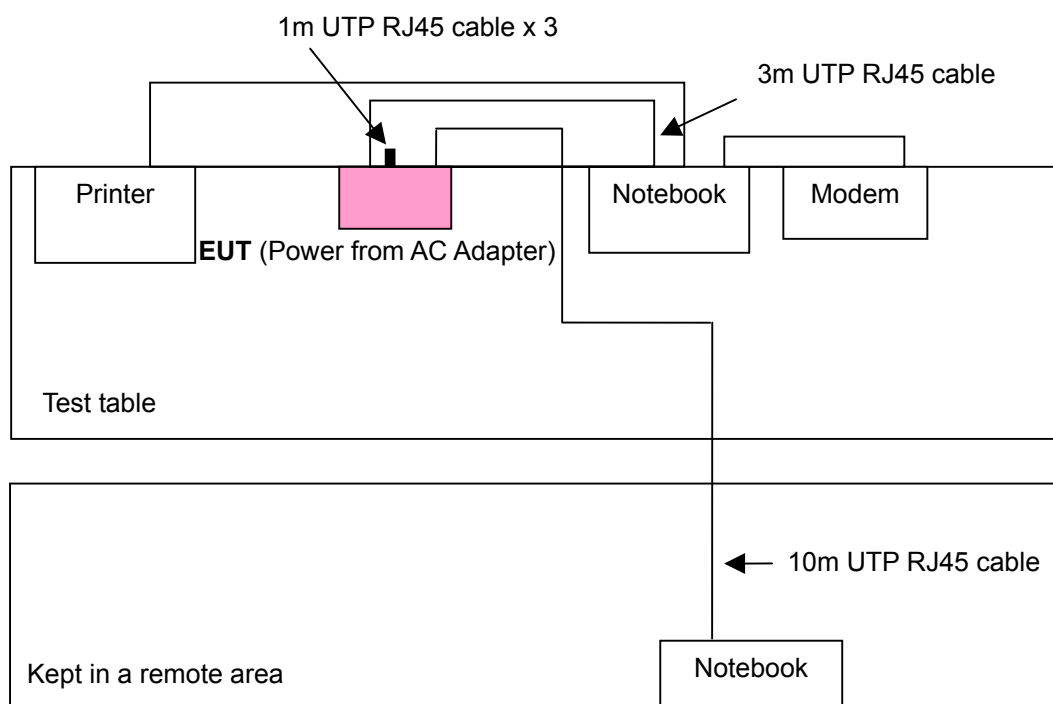 1m UTP RJ45 cable x 3
3m UTP RJ45 cable
Printer
Notebook
Modem
EUT (Power from AC Adapter)
Test table
10m UTP RJ45 cable
Notebook
Kept in a remote area